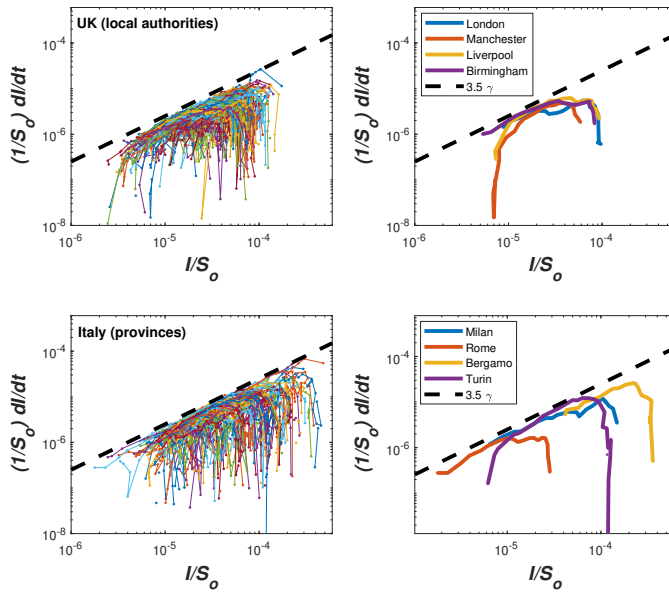 UK (local authorities)
(1/S_o) dI/dt
10^-4
10^-6
10^-8
10^-6
10^-5
10^-4
I/S_o
London
Manchester
Liverpool
Birmingham
3.5 γ
(1/S_o) dI/dt
10^-4
10^-6
10^-8
10^-6
10^-5
10^-4
I/S_o
Italy (provinces)
(1/S_o) dI/dt
10^-4
10^-6
10^-8
10^-6
10^-5
10^-4
I/S_o
Milan
Rome
Bergamo
Turin
3.5 γ
(1/S_o) dI/dt
10^-4
10^-6
10^-5
10^-4
I/S_o